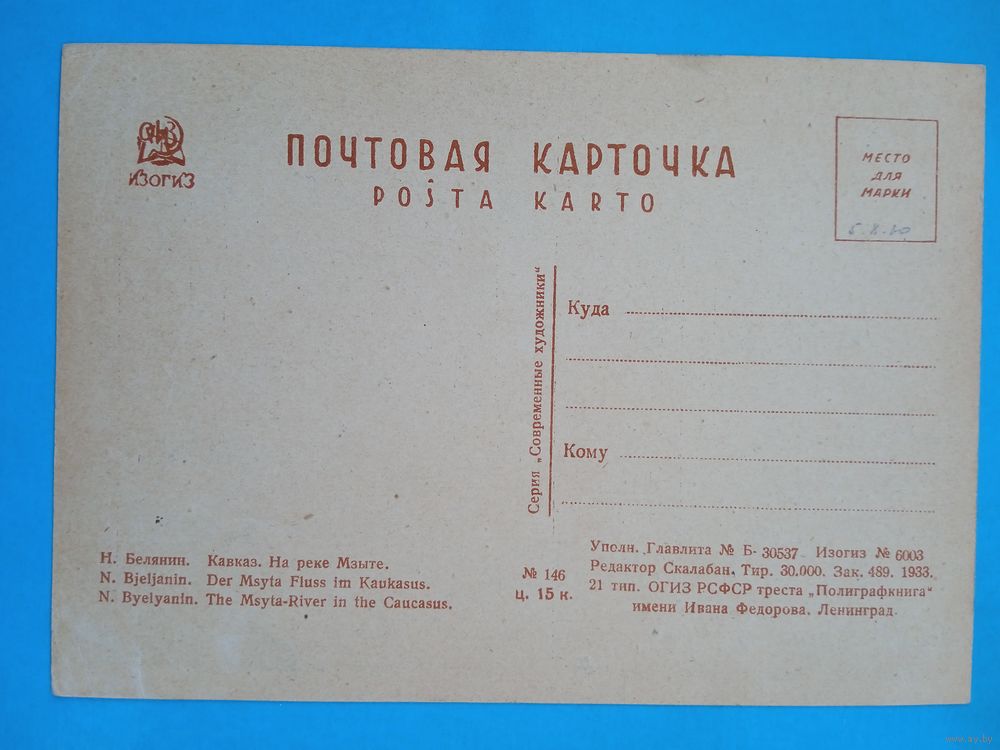 ИЗОГИЗ
ПОЧТОВАЯ КАРТОЧКА
POŜTA KARTO
МЕСТО
ДЛЯ
МАРКИ
Серия „Современные художники“
Куда
Кому
Н. Белянин. Кавказ. На реке Мзыте.
N. Bjeljanin. Der Msyta Fluss im Kaukasus.
N. Byelyanin. The Msyta-River in the Caucasus.
№ 146
ц. 15 к.
Уполн. Главлита № Б- 30537 Изогиз № 6003
Редактор Скалабан. Тир. 30.000. Зак. 489. 1933.
21 тип. ОГИЗ РСФСР треста „Полиграфкнига“
имени Ивана Федорова. Ленинград.
www.ay.by